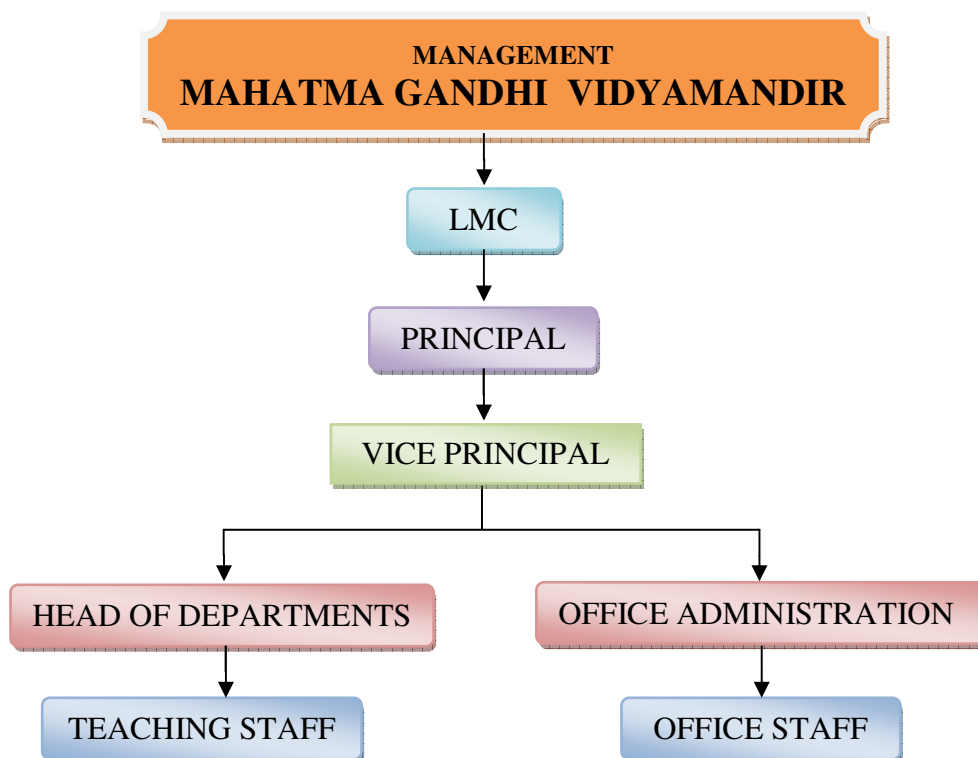 MANAGEMENT
MAHATMA GANDHI VIDYAMANDIR
LMC
PRINCIPAL
VICE PRINCIPAL
HEAD OF DEPARTMENTS
OFFICE ADMINISTRATION
TEACHING STAFF
OFFICE STAFF